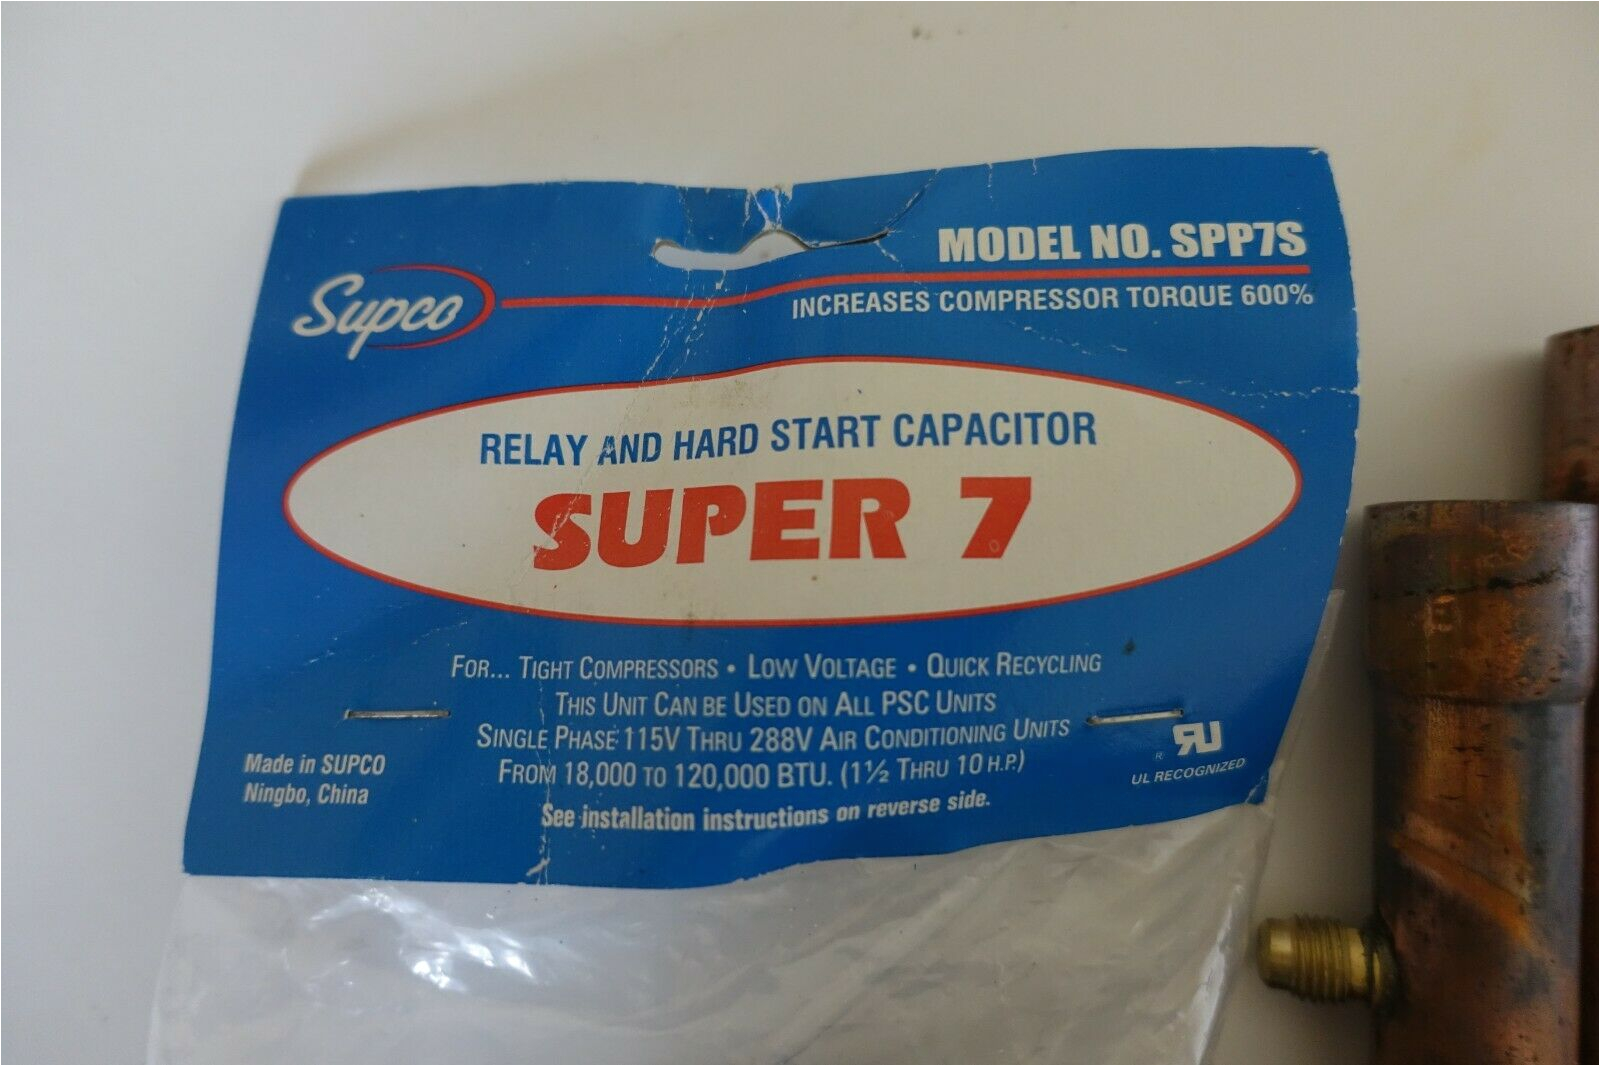 Supco
MODEL NO. SPP7S
INCREASES COMPRESSOR TORQUE 600%
RELAY AND HARD START CAPACITOR
SUPER 7
FOR... TIGHT COMPRESSORS • LOW VOLTAGE • QUICK RECYCLING
THIS UNIT CAN BE USED ON ALL PSC UNITS
SINGLE PHASE 115V THRU 288V AIR CONDITIONING UNITS
FROM 18,000 TO 120,000 BTU. (1½ THRU 10 H.P.)
See installation instructions on reverse side.
Made in SUPCO
Ningbo, China
®
UL RECOGNIZED